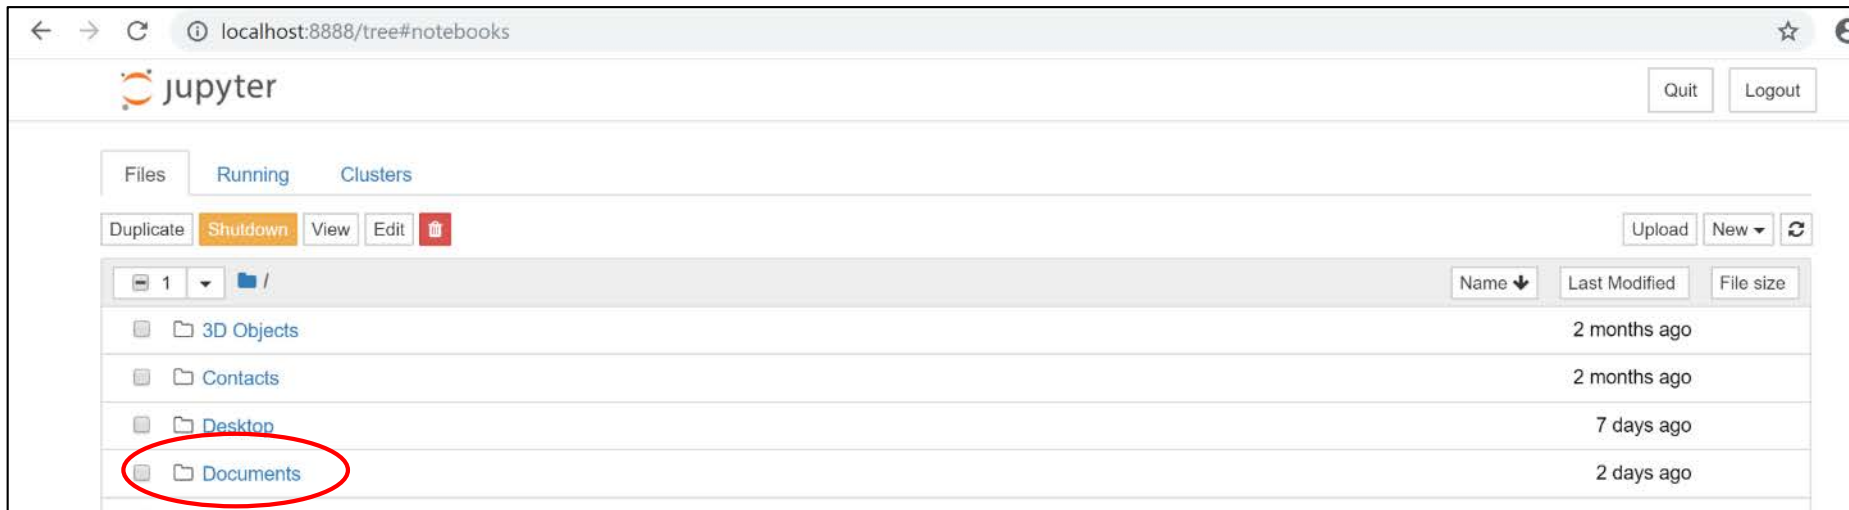 localhost:8888/tree#notebooks
jupyter
Quit Logout
Files Running Clusters
Duplicate Shutdown View Edit Upload New
1 / Name Last Modified File size
3D Objects 2 months ago
Contacts 2 months ago
Desktop 7 days ago
Documents 2 days ago